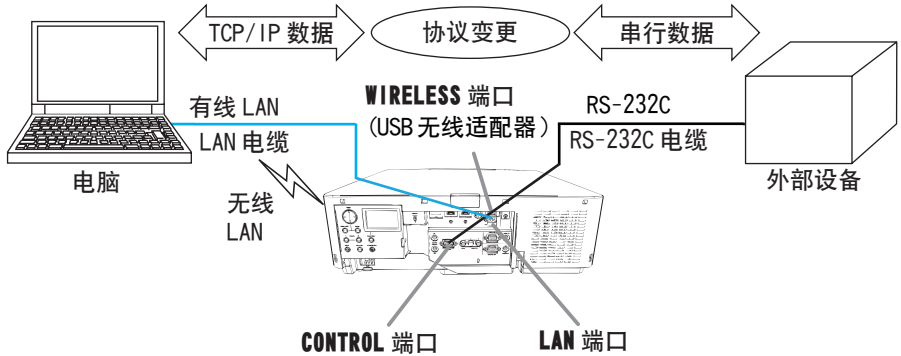 TCP/IP 数据
协议变更
串行数据
有线 LAN
LAN 电缆
WIRELESS 端口
(USB 无线适配器)
RS-232C
RS-232C 电缆
电脑
外部设备
无线
LAN
CONTROL 端口
LAN 端口